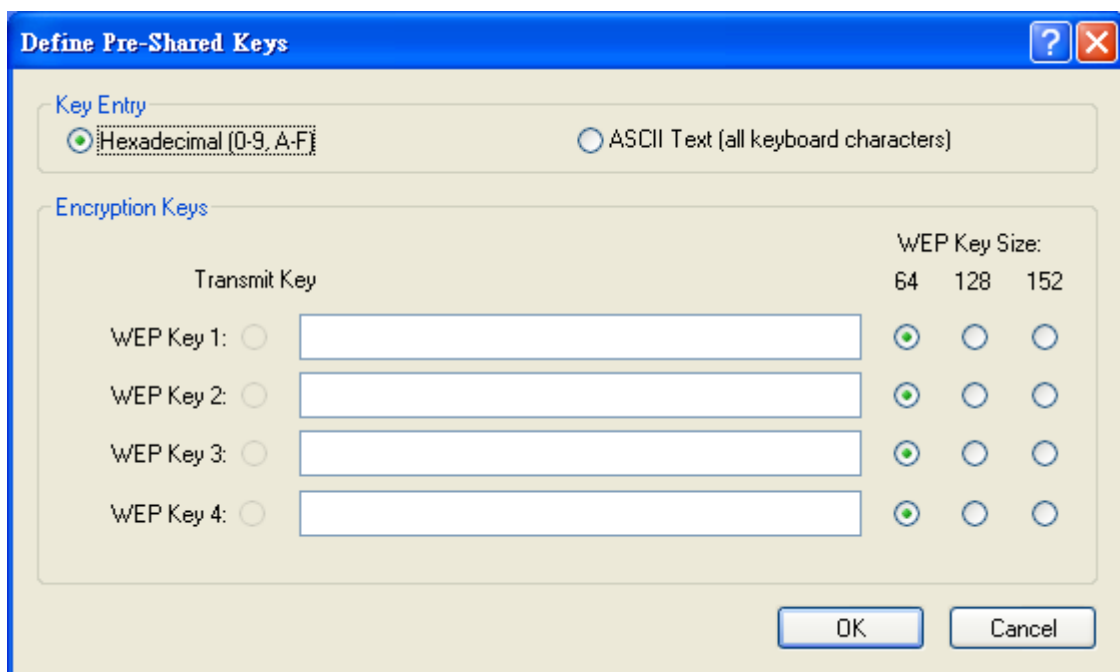 Define Pre-Shared Keys
Key Entry
Hexadecimal (0-9, A-F)
ASCII Text (all keyboard characters)
Encryption Keys
WEP Key Size:
Transmit Key
64 128 152
WEP Key 1:
WEP Key 2:
WEP Key 3:
WEP Key 4:
OK
Cancel